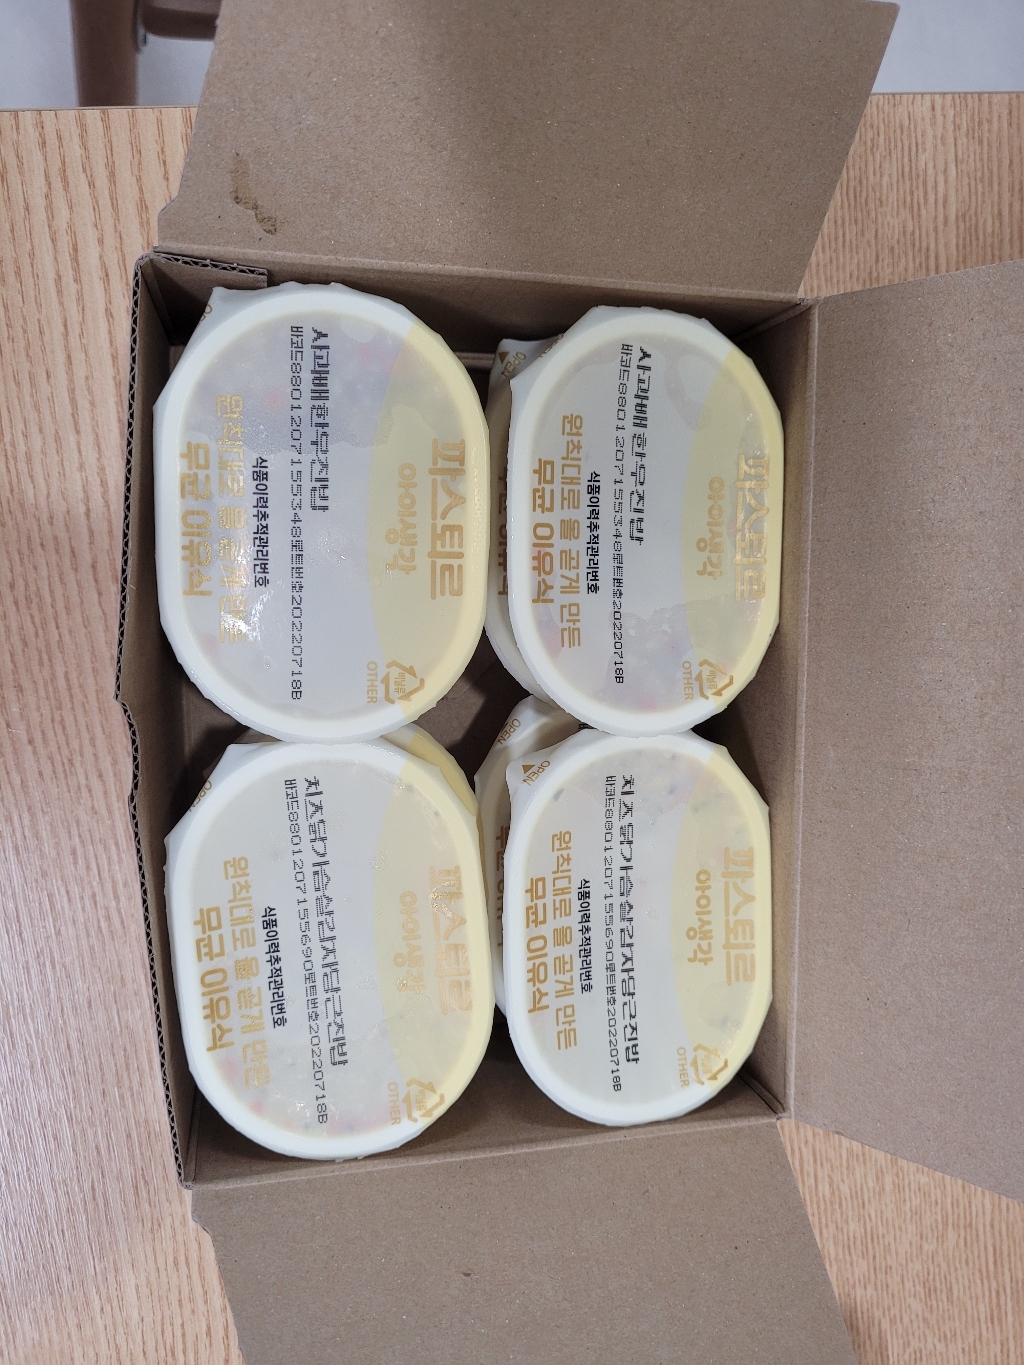 사과배한우진밥
바코드8801207155348로트번호20220718B
식품이력추적관리번호
원칙대로 올 곧게 만든
무균 이유식
파스퇴르
아이생각
OTHER
사과배한우진밥
바코드8801207155348로트번호20220718B
식품이력추적관리번호
원칙대로 올 곧게 만든
무균 이유식
파스퇴르
아이생각
비닐류
OTHER
OPEN
치즈닭가슴살감자당근진밥
바코드8801207155690로트번호20220718B
식품이력추적관리번호
원칙대로 올 곧게 만든
무균 이유식
파스퇴르
아이생각
OTHER
치즈닭가슴살감자당근진밥
바코드8801207155690로트번호20220718B
식품이력추적관리번호
원칙대로 올 곧게 만든
무균 이유식
파스퇴르
아이생각
OTHER
OPEN
OPEN